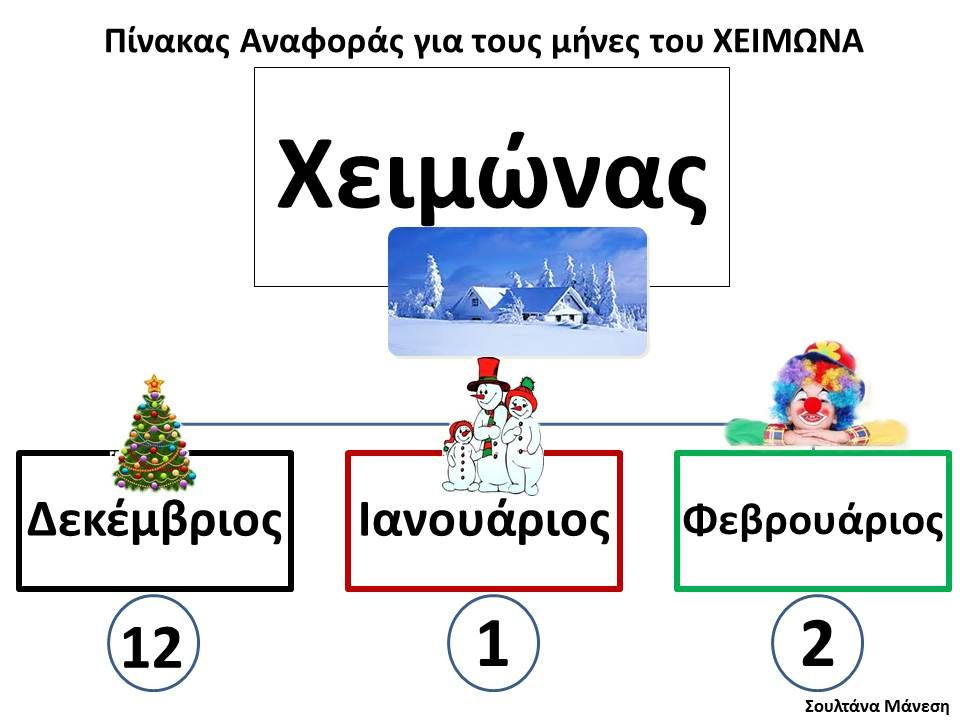 Πίνακας Αναφοράς για τους μήνες του ΧΕΙΜΩΝΑ
Χειμώνας
Δεκέμβριος
Ιανουάριος
Φεβρουάριος
12
1
2
Σουλτάνα Μάνεση